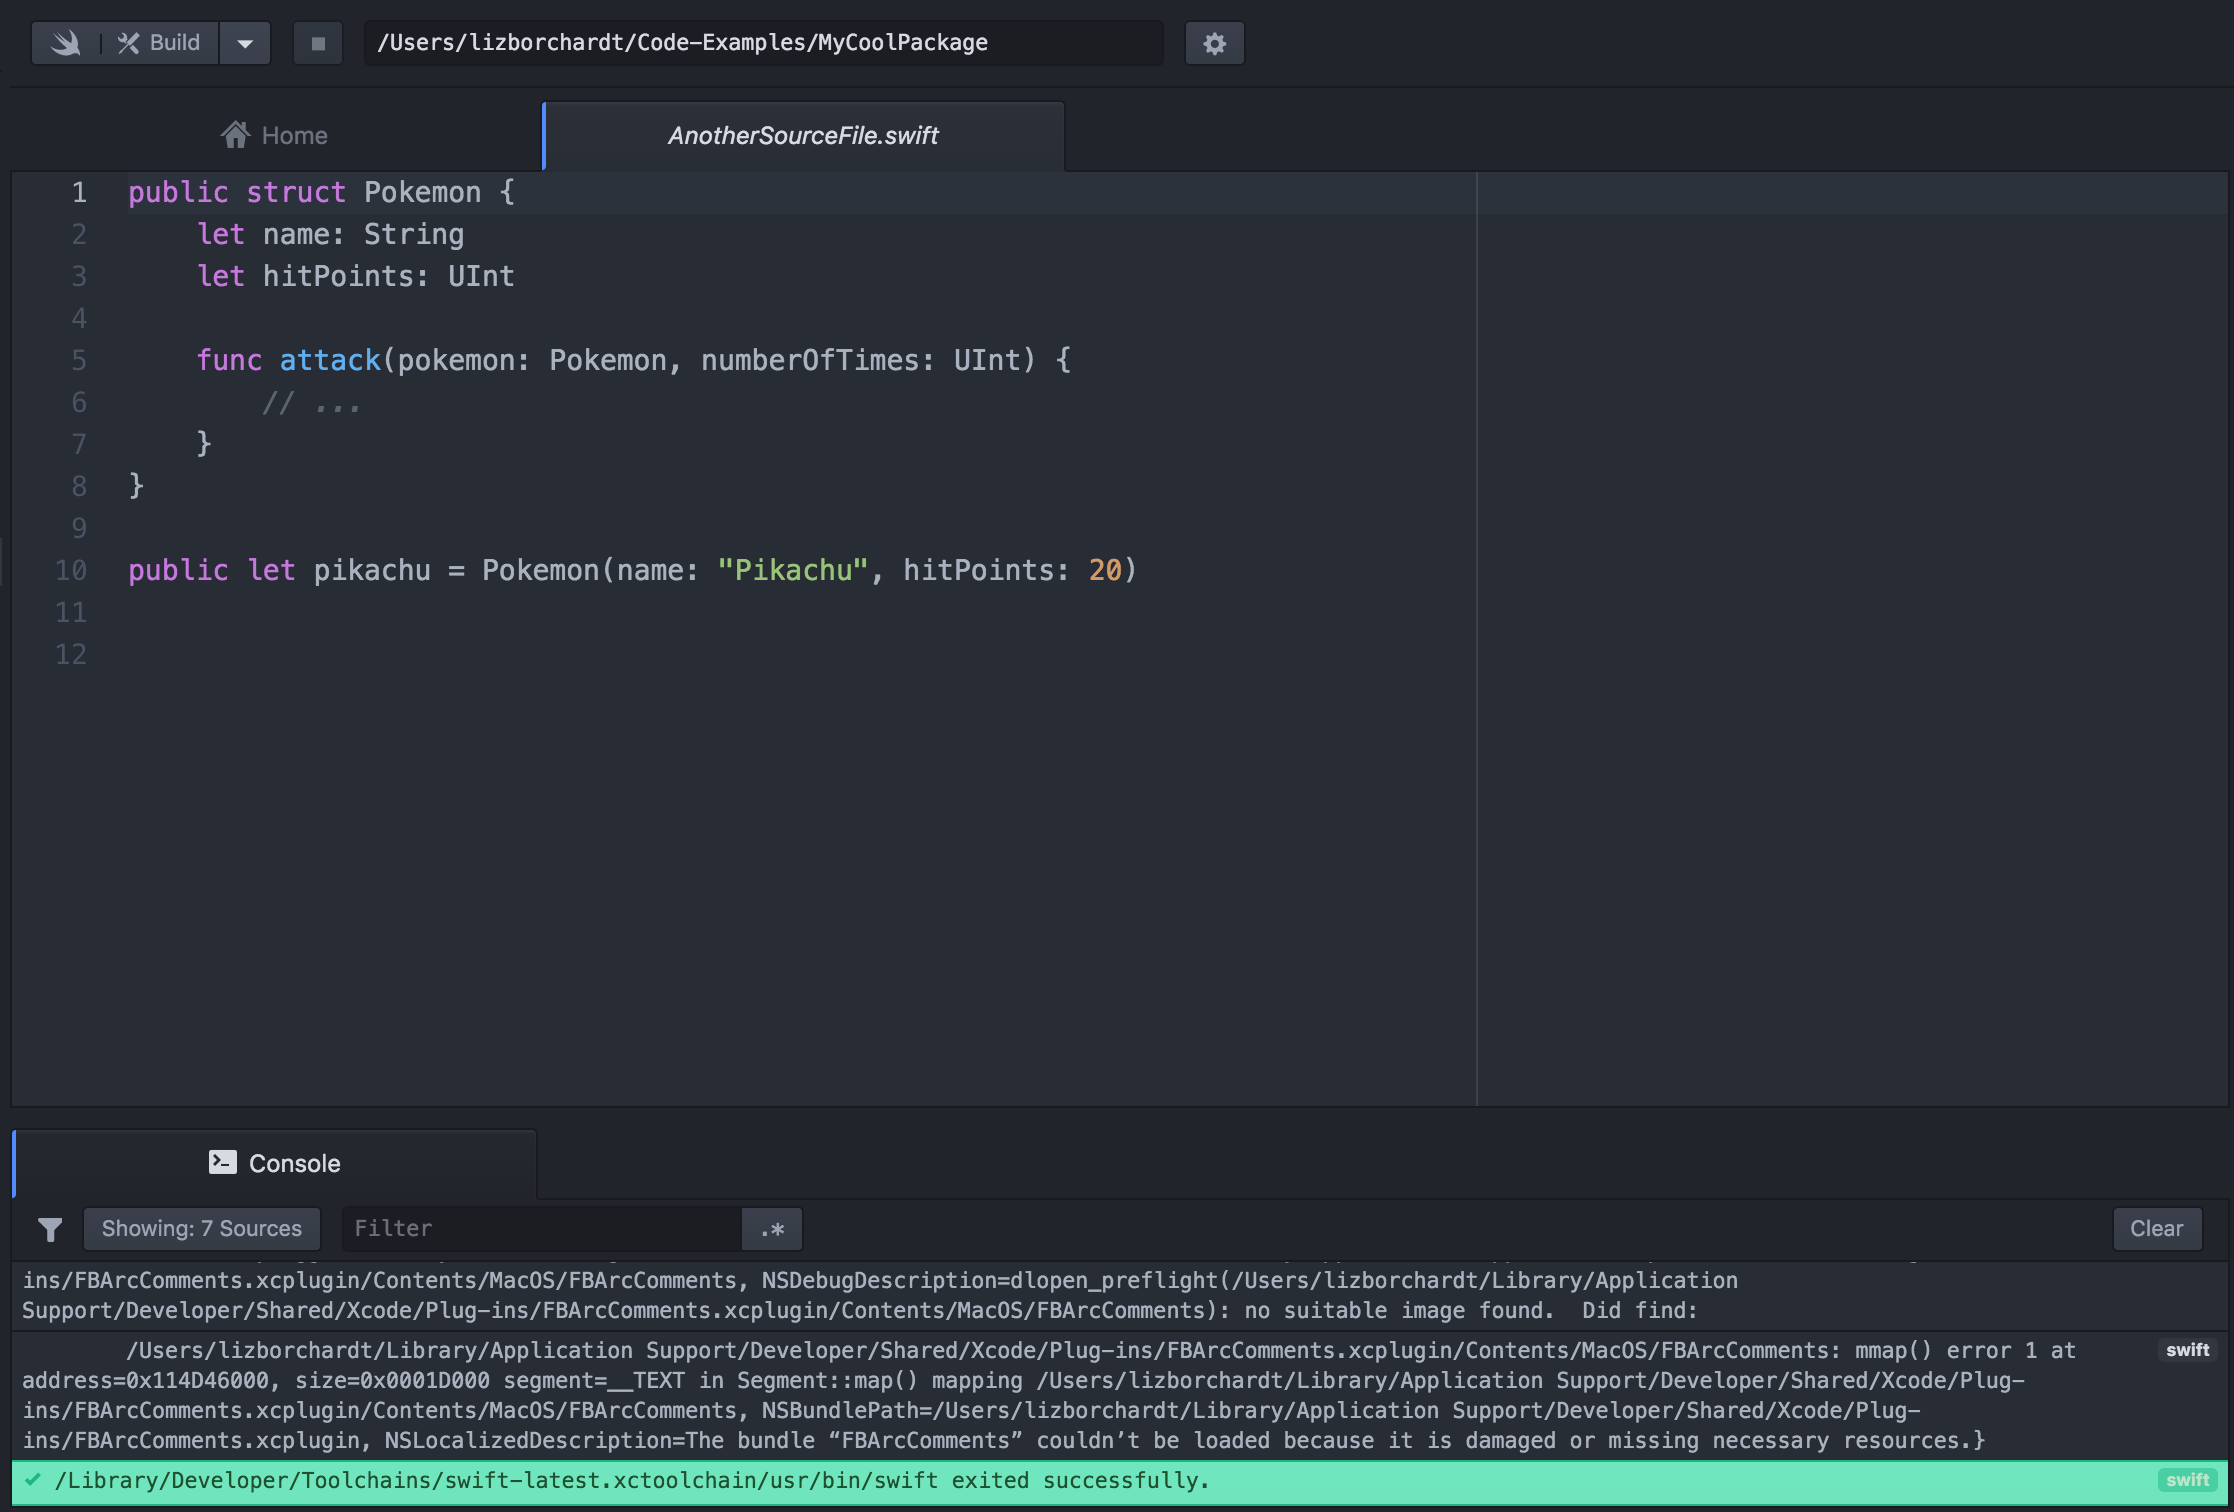 Build
/Users/lizborchardt/Code-Examples/MyCoolPackage
Home
AnotherSourceFile.swift
1 public struct Pokemon {
2     let name: String
3     let hitPoints: UInt
4
5     func attack(pokemon: Pokemon, numberOfTimes: UInt) {
6         // ...
7     }
8 }
9
10 public let pikachu = Pokemon(name: "Pikachu", hitPoints: 20)
11
12
Console
Showing: 7 Sources
Filter
.*
Clear
ins/FBArcComments.xcplugin/Contents/MacOS/FBArcComments, NSDebugDescription=dlopen_preflight(/Users/lizborchardt/Library/Application
Support/Developer/Shared/Xcode/Plug-ins/FBArcComments.xcplugin/Contents/MacOS/FBArcComments): no suitable image found.  Did find:
/Users/lizborchardt/Library/Application Support/Developer/Shared/Xcode/Plug-ins/FBArcComments.xcplugin/Contents/MacOS/FBArcComments: mmap() error 1 at
swift
address=0x114D46000, size=0x0001D000 segment=__TEXT in Segment::map() mapping /Users/lizborchardt/Library/Application Support/Developer/Shared/Xcode/Plug-
ins/FBArcComments.xcplugin/Contents/MacOS/FBArcComments, NSBundlePath=/Users/lizborchardt/Library/Application Support/Developer/Shared/Xcode/Plug-
ins/FBArcComments.xcplugin, NSLocalizedDescription=The bundle “FBArcComments” couldn’t be loaded because it is damaged or missing necessary resources.}
/Library/Developer/Toolchains/swift-latest.xctoolchain/usr/bin/swift exited successfully.
swift